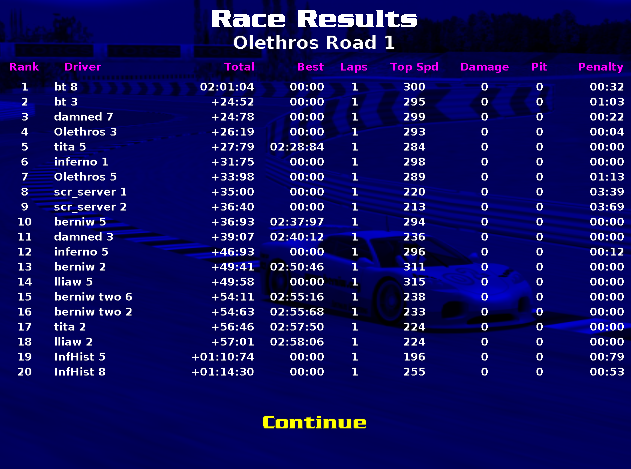 Race Results
Olethros Road 1
Rank Driver Total Best Laps Top Spd Damage Pit Penalty
1 bt 8 02:01:04 00:00 1 300 0 0 00:32
2 bt 3 +24:52 00:00 1 295 0 0 01:03
3 damned 7 +24:78 00:00 1 299 0 0 00:22
4 Olethros 3 +26:19 00:00 1 293 0 0 00:04
5 tita 5 +27:79 02:28:84 1 284 0 0 00:00
6 inferno 1 +31:75 00:00 1 298 0 0 00:00
7 Olethros 5 +33:98 00:00 1 289 0 0 01:13
8 scr_server 1 +35:00 00:00 1 220 0 0 03:39
9 scr_server 2 +36:40 00:00 1 213 0 0 03:69
10 berniw 5 +36:93 02:37:97 1 294 0 0 00:00
11 damned 3 +39:07 02:40:12 1 236 0 0 00:00
12 inferno 5 +46:93 00:00 1 296 0 0 00:12
13 berniw 2 +49:41 02:50:46 1 311 0 0 00:00
14 lliaw 5 +49:58 00:00 1 315 0 0 00:00
15 berniw two 6 +54:11 02:55:16 1 238 0 0 00:00
16 berniw two 2 +54:63 02:55:68 1 233 0 0 00:00
17 tita 2 +56:46 02:57:50 1 224 0 0 00:00
18 lliaw 2 +57:01 02:58:06 1 224 0 0 00:00
19 InfHist 5 +01:10:74 00:00 1 196 0 0 00:79
20 InfHist 8 +01:14:30 00:00 1 255 0 0 00:53
Continue